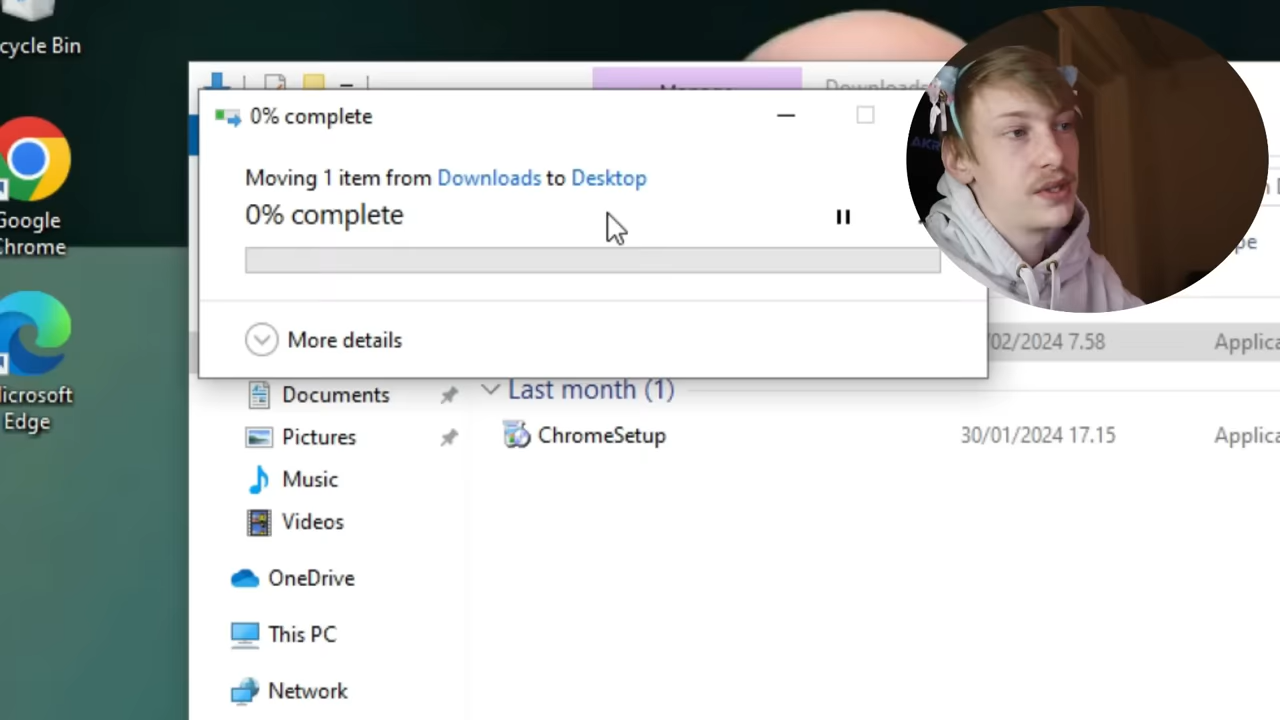 cycle Bin
Google
Chrome
Microsoft
Edge
Downloads
0% complete
Moving 1 item from Downloads to Desktop
0% complete
More details
/02/2024 7.58
Applica
Documents
Last month (1)
Pictures
ChromeSetup
30/01/2024 17.15
Applica
Music
Videos
OneDrive
This PC
Network